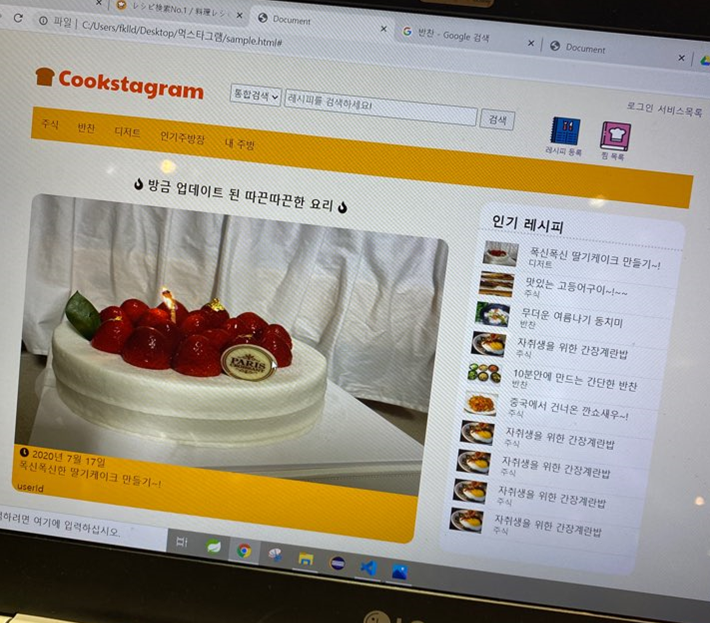 レシピ検索No.1 / 料理レシ
Document
반찬 - Google 검색
Document
파일 | C:/Users/fklld/Desktop/먹스타그램/sample.html#
Cookstagram
통합검색
레시피를 검색하세요!
검색
로그인 서비스목록
레시피 등록
찜 목록
주식 반찬 디저트 인기주방장 내 주방
방금 업데이트 된 따끈따끈한 요리
PARIS
2020년 7월 17일
폭신폭신한 딸기케이크 만들기~!
userId
인기 레시피
폭신폭신 딸기케이크 만들기~!
디저트
맛있는 고등어구이~!~~
주식
무더운 여름나기 동치미
반찬
자취생을 위한 간장계란밥
주식
10분안에 만드는 간단한 반찬
반찬
중국에서 건너온 깐쇼새우~!
주식
자취생을 위한 간장계란밥
주식
자취생을 위한 간장계란밥
주식
자취생을 위한 간장계란밥
주식
자취생을 위한 간장계란밥
주식
하려면 여기에 입력하십시오.
LG